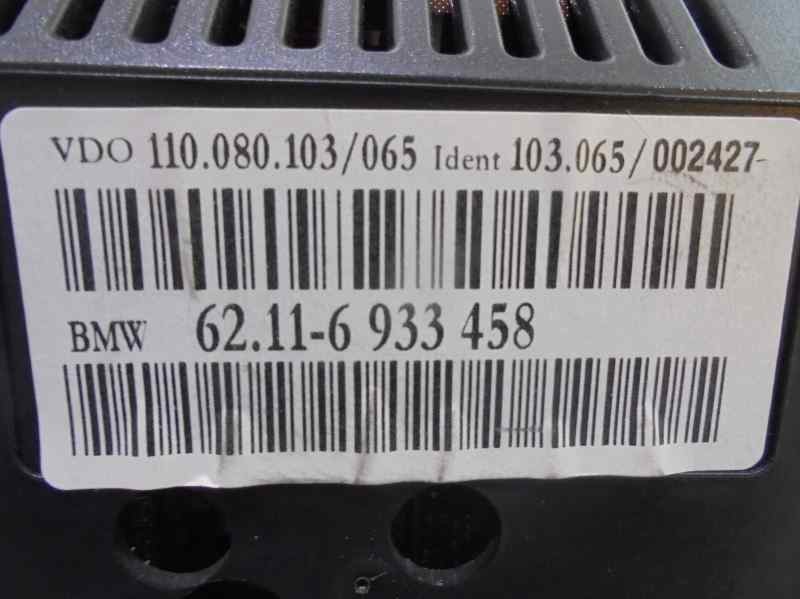 VDO 110.080.103/065 Ident 103.065/002427-
BMW 62.11-6 933 458